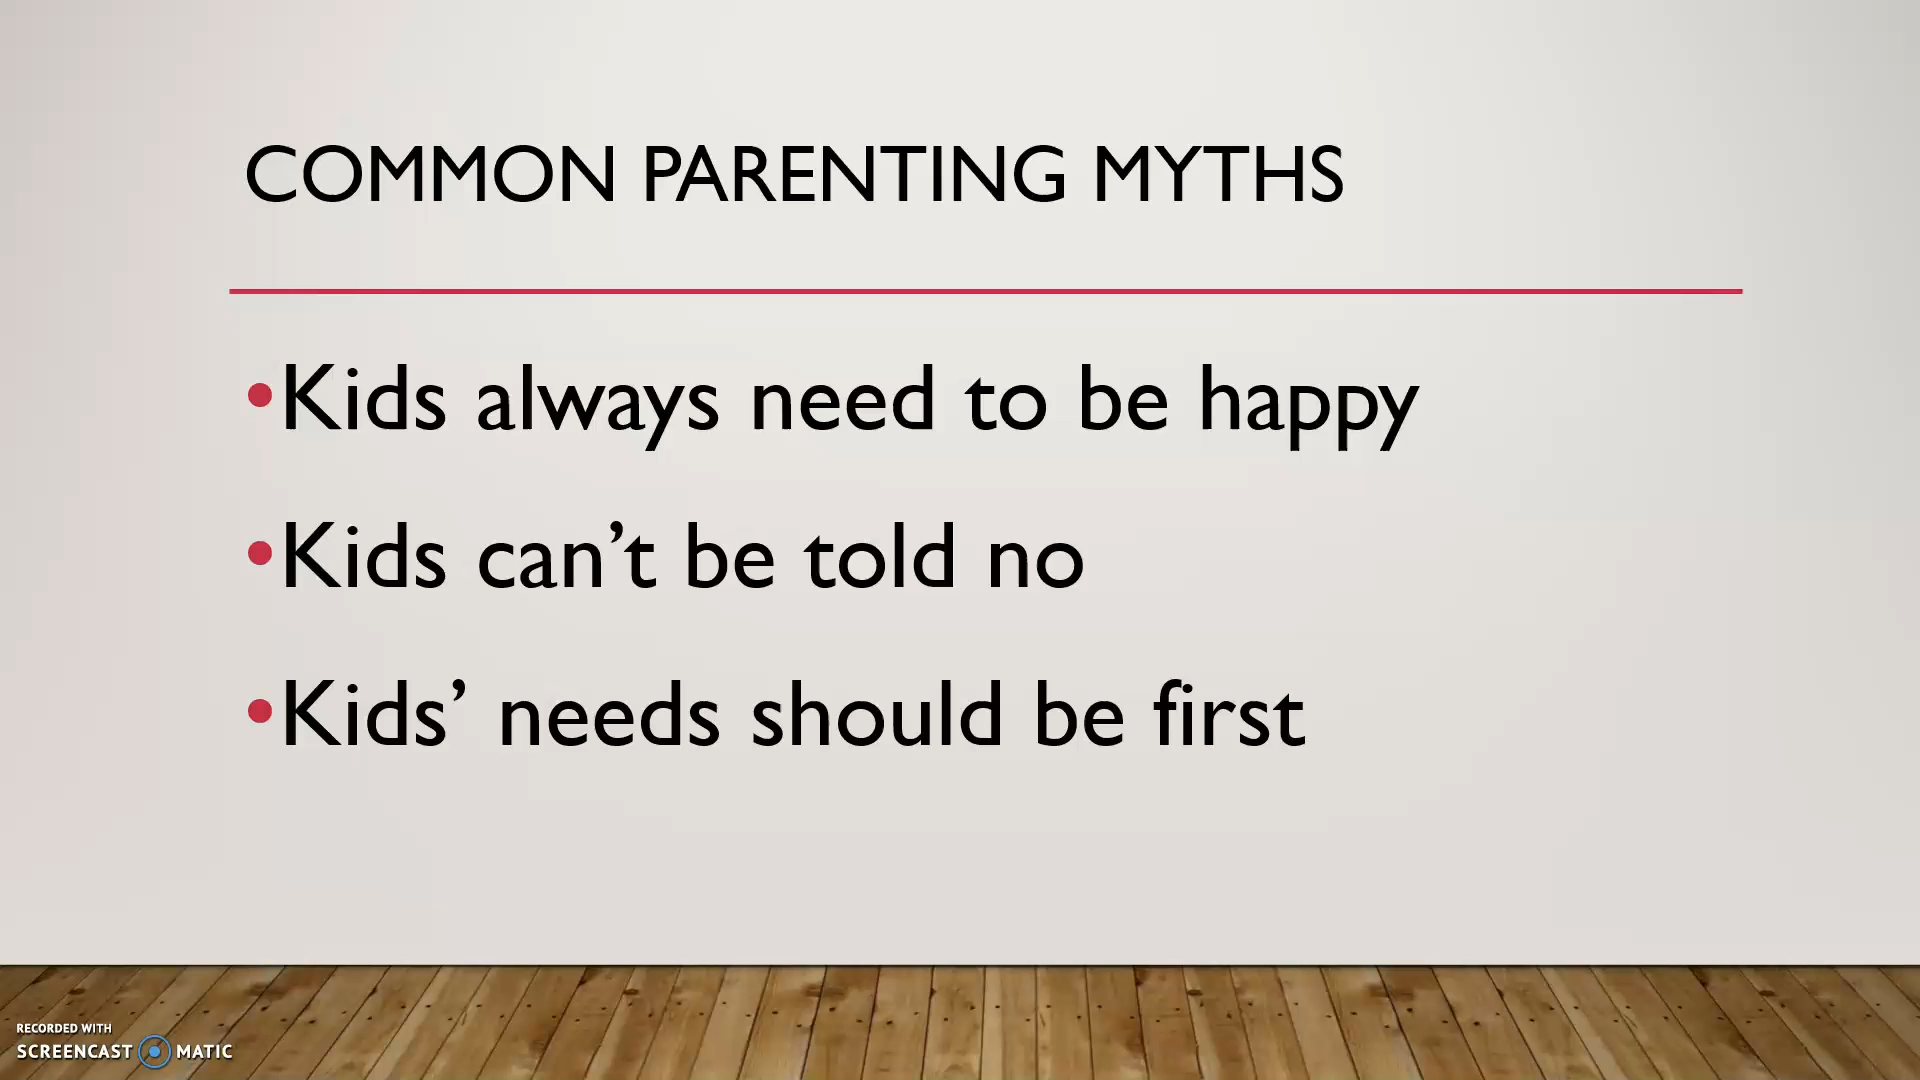 COMMON PARENTING MYTHS
•Kids always need to be happy
•Kids can’t be told no
•Kids’ needs should be first
RECORDED WITH
SCREENCAST MATIC